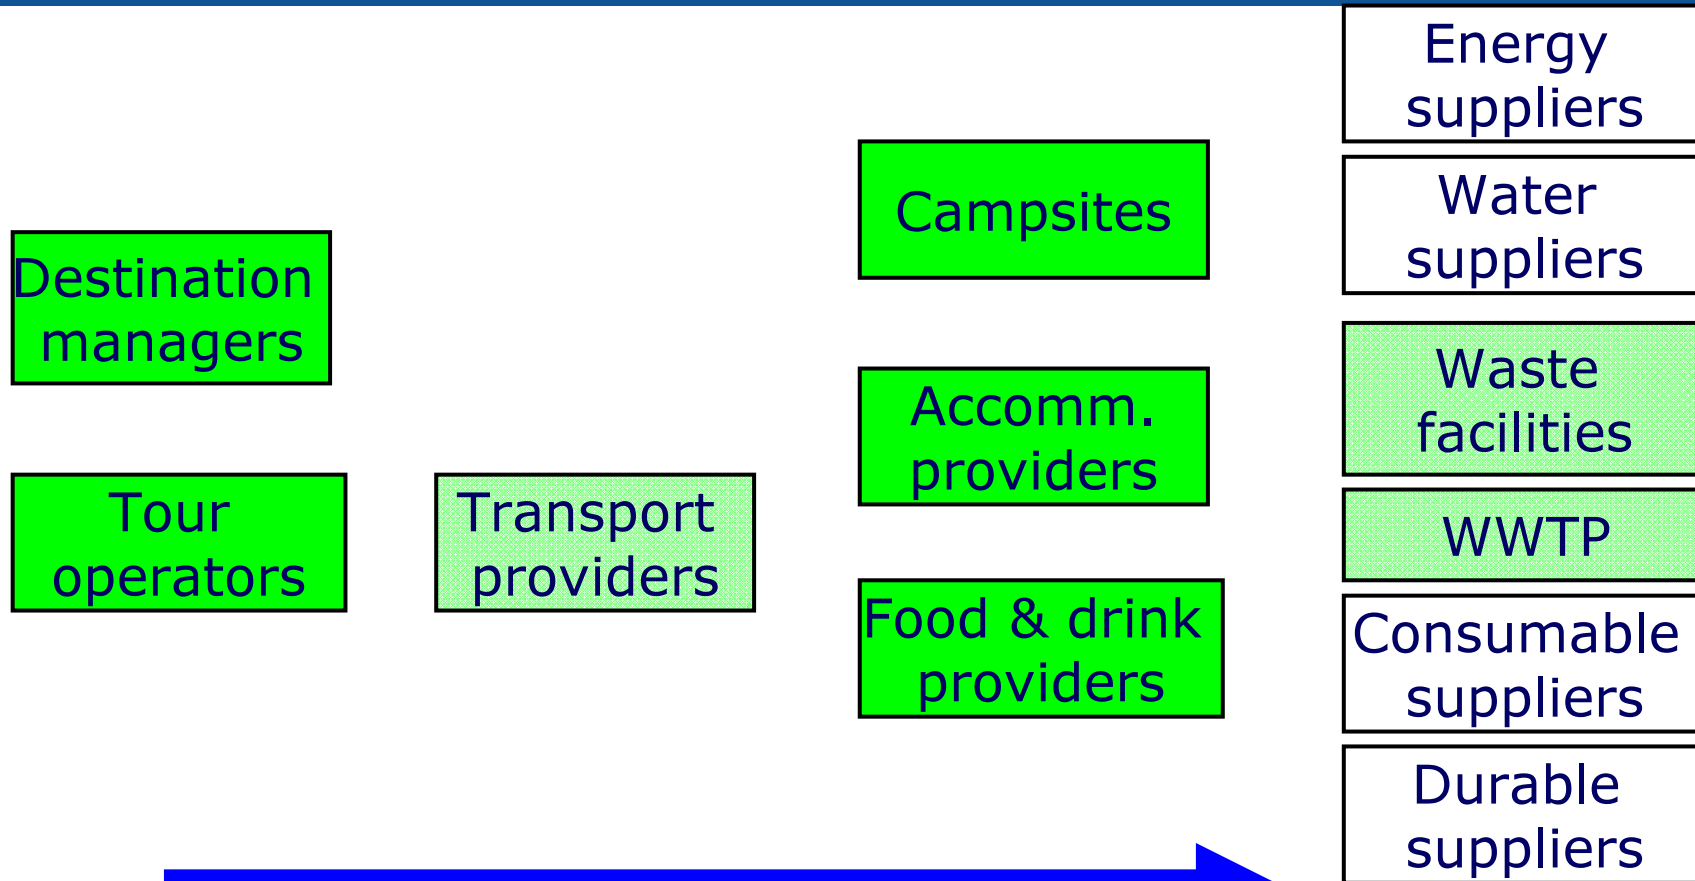 Destination
managers
Tour
operators
Transport
providers
Campsites
Accomm.
providers
Food & drink
providers
Energy
suppliers
Water
suppliers
Waste
facilities
WWTP
Consumable
suppliers
Durable
suppliers